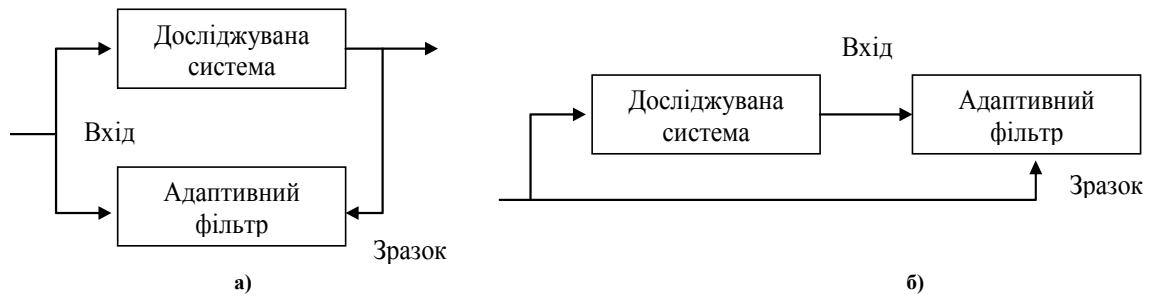 Досліджувана
система
Вхід
Адаптивний
фільтр
Зразок
а)
Вхід
Досліджувана
система
Адаптивний
фільтр
Зразок
б)